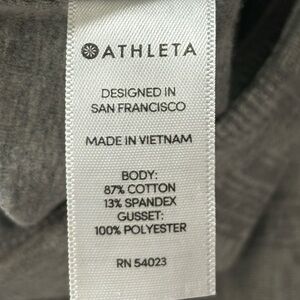 ATHLETA
DESIGNED IN
SAN FRANCISCO
MADE IN VIETNAM
BODY:
87% COTTON
13% SPANDEX
GUSSET:
100% POLYESTER
RN 54023